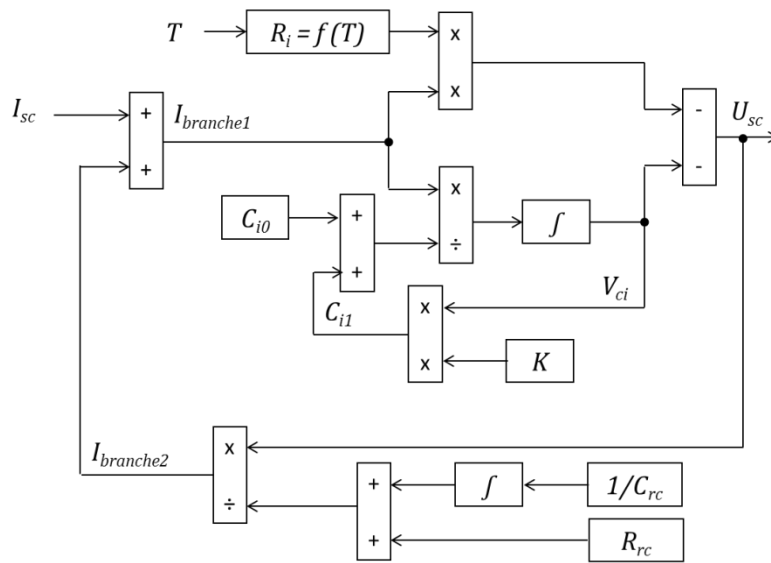 T
R_i = f(T)
x
x
I_sc
+
+
I_branche1
-
-
U_sc
C_i0
+
+
x
÷
∫
V_ci
C_i1
x
x
K
I_branche2
x
÷
+
+
∫
1/C_rc
R_rc